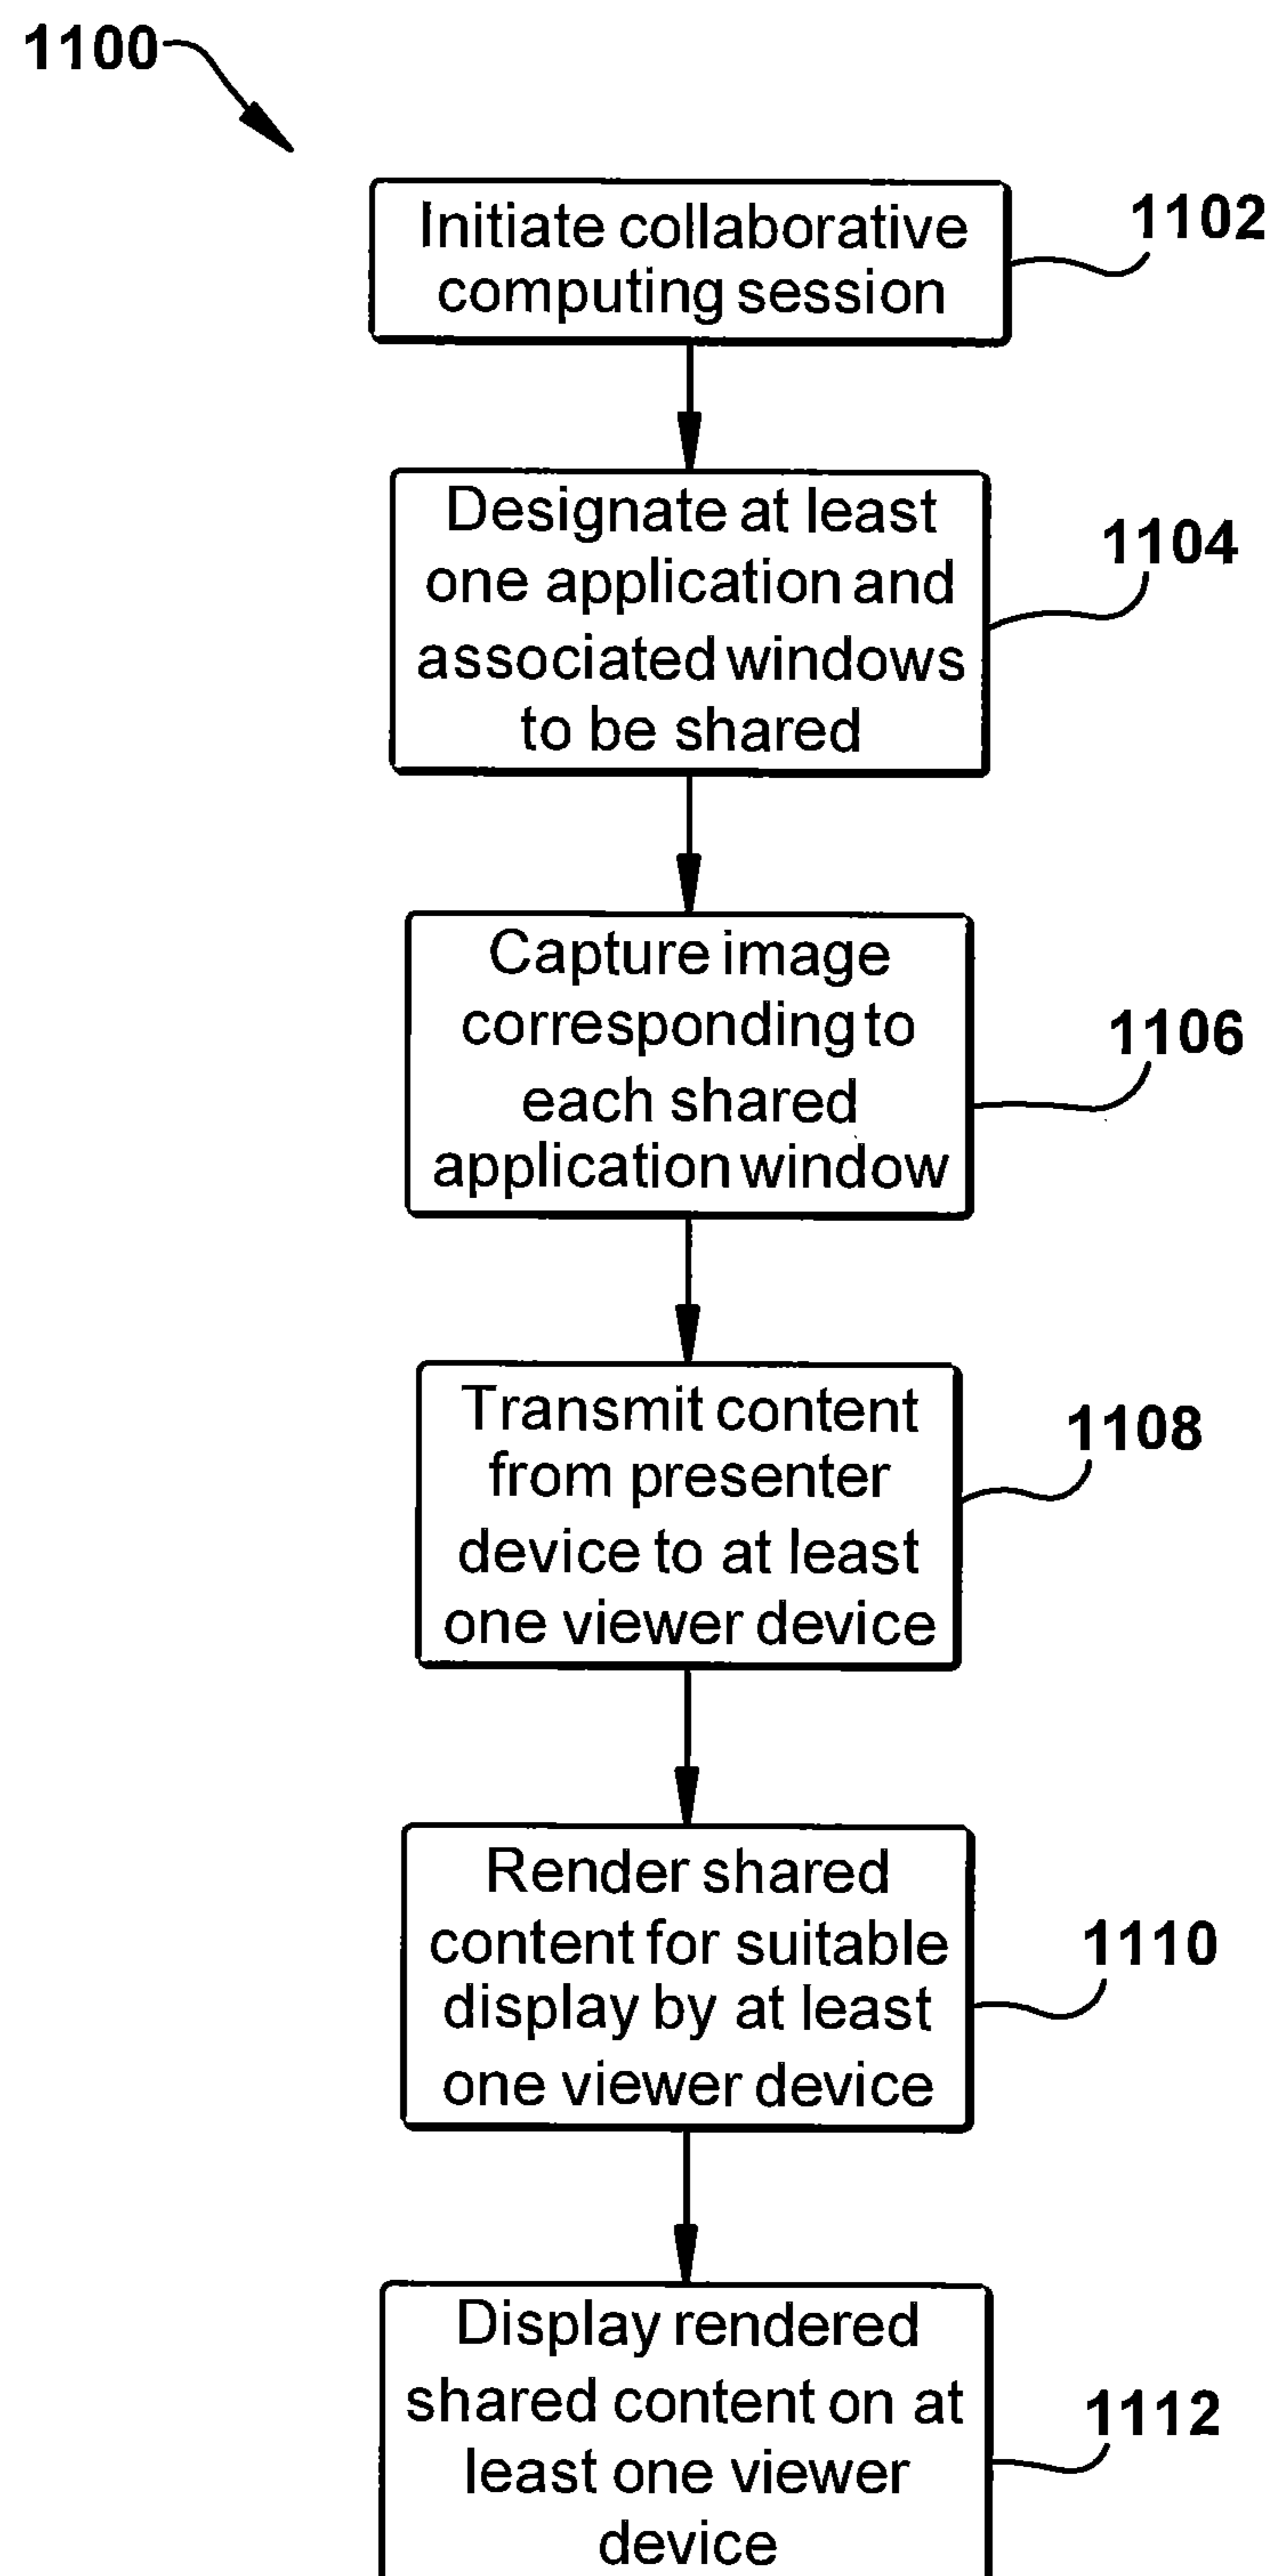 1100
Initiate collaborative
computing session
1102
Designate at least
one application and
associated windows
to be shared
1104
Capture image
corresponding to
each shared
application window
1106
Transmit content
from presenter
device to at least
one viewer device
1108
Render shared
content for suitable
display by at least
one viewer device
1110
Display rendered
shared content on at
least one viewer
device
1112